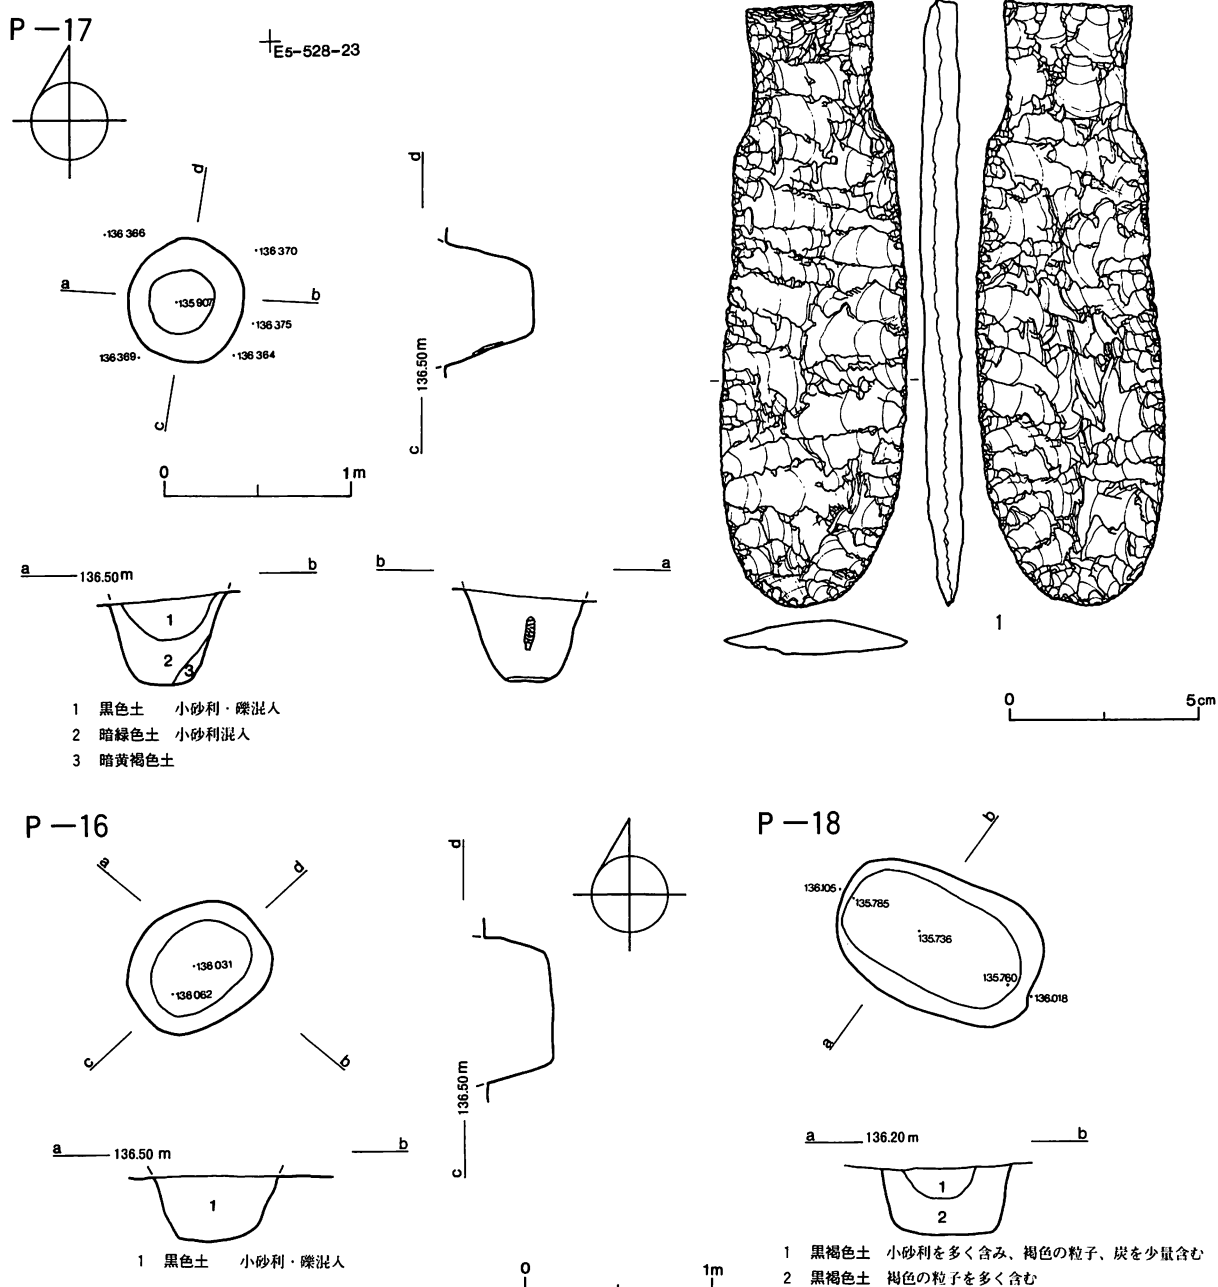 P－17
E5-528-23
d
136 366
136 370
a
135 907
b
136 375
136 369
136 364
c
d
136.50m
c
0 1m
a 136.50m b
b a
1
2
3
1 黒色土 小砂利・礫混入
2 暗緑色土 小砂利混入
3 暗黄褐色土
1
0 5cm
P－16
a
d
136 031
136 062
c
b
d
136.50m
c
a 136.50 m b
1
1 黒色土 小砂利・礫混入
0 1m
P－18
b
136.105
135.785
135.736
135.760
136.018
a
a 136.20 m b
1
2
1 黒褐色土 小砂利を多く含み、褐色の粒子、炭を少量含む
2 黒褐色土 褐色の粒子を多く含む